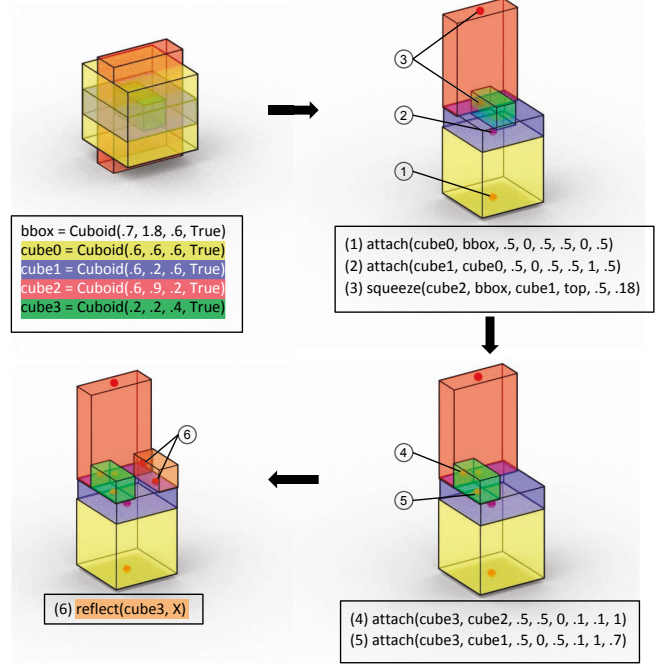 3
2
1
bbox = Cuboid(.7, 1.8, .6, True)
cube0 = Cuboid(.6, .6, .6, True)
cube1 = Cuboid(.6, .2, .6, True)
cube2 = Cuboid(.6, .9, .2, True)
cube3 = Cuboid(.2, .2, .4, True)
(1) attach(cube0, bbox, .5, 0, .5, .5, 0, .5)
(2) attach(cube1, cube0, .5, 0, .5, .5, 1, .5)
(3) squeeze(cube2, bbox, cube1, top, .5, .18)
4
5
(4) attach(cube3, cube2, .5, .5, 0, .1, .1, 1)
(5) attach(cube3, cube1, .5, 0, .5, .1, 1, .7)
6
(6) reflect(cube3, X)